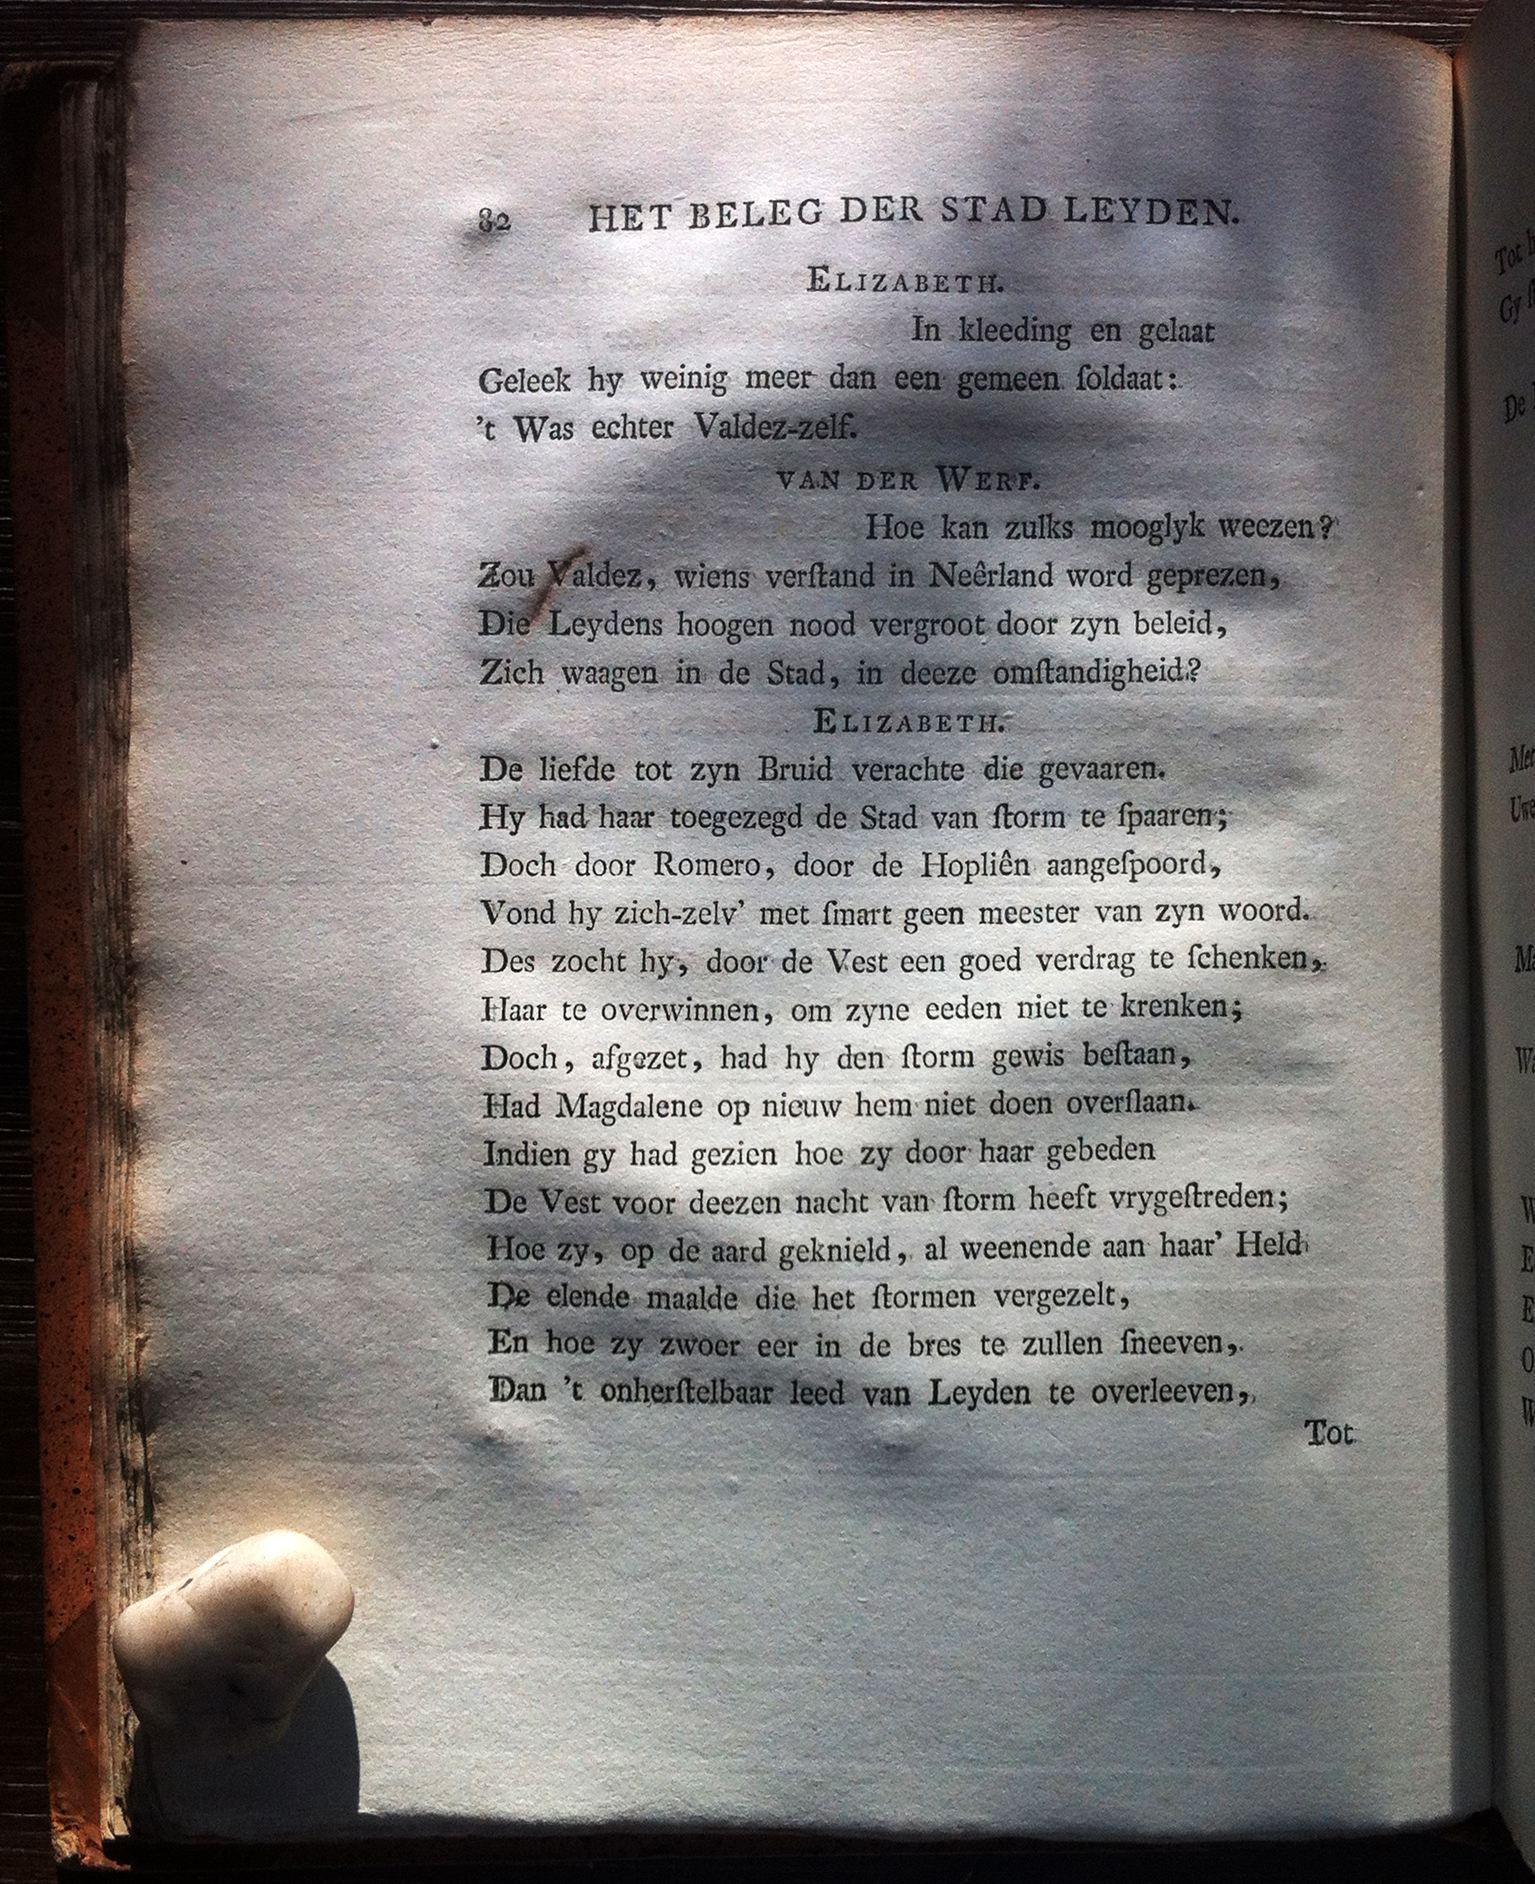 82 HET BELEG DER STAD LEYDEN.
ELIZABETH.
In kleeding en gelaat
Geleek hy weinig meer dan een gemeen ſoldaat:
't Was echter Valdez-zelf.
VAN DER WERF.
Hoe kan zulks mooglyk weezen?
Zou Valdez, wiens verſtand in Neêrland word geprezen,
Die Leydens hoogen nood vergroot door zyn beleid,
Zich waagen in de Stad, in deeze omſtandigheid?
ELIZABETH.
De liefde tot zyn Bruid verachte die gevaaren.
Hy had haar toegezegd de Stad van ſtorm te ſpaaren;
Doch door Romero, door de Hopliên aangeſpoord,
Vond hy zich-zelv' met ſmart geen meester van zyn woord.
Des zocht hy, door de Vest een goed verdrag te ſchenken,
Haar te overwinnen, om zyne eeden niet te krenken;
Doch, afgezet, had hy den ſtorm gewis beſtaan,
Had Magdalene op nieuw hem niet doen overſlaan.
Indien gy had gezien hoe zy door haar gebeden
De Vest voor deezen nacht van ſtorm heeft vrygeſtreden;
Hoe zy, op de aard geknield, al weenende aan haar' Held
De elende maalde die het ſtormen vergezelt,
En hoe zy zwoer eer in de bres te zullen ſneeven,
Dan 't onherſtelbaar leed van Leyden te overleeven,
Tot
Tot
Gy
De
Uwe